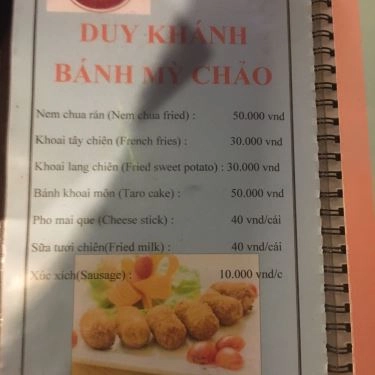 DUY KHÁNH
BÁNH MỲ CHẢO
Nem chua rán (Nem chua fried) : 50.000 vnd
Khoai tây chiên (French fries) : 30.000 vnd
Khoai lang chiên (Fried sweet potato) : 30.000 vnd
Bánh khoai môn (Taro cake) : 50.000 vnd
Pho mai que (Cheese stick) : 40 vnd/cái
Sữa tươi chiên(Fried milk) : 40 vnd/cái
Xúc xích(Sausage) : 10.000 vnd/c